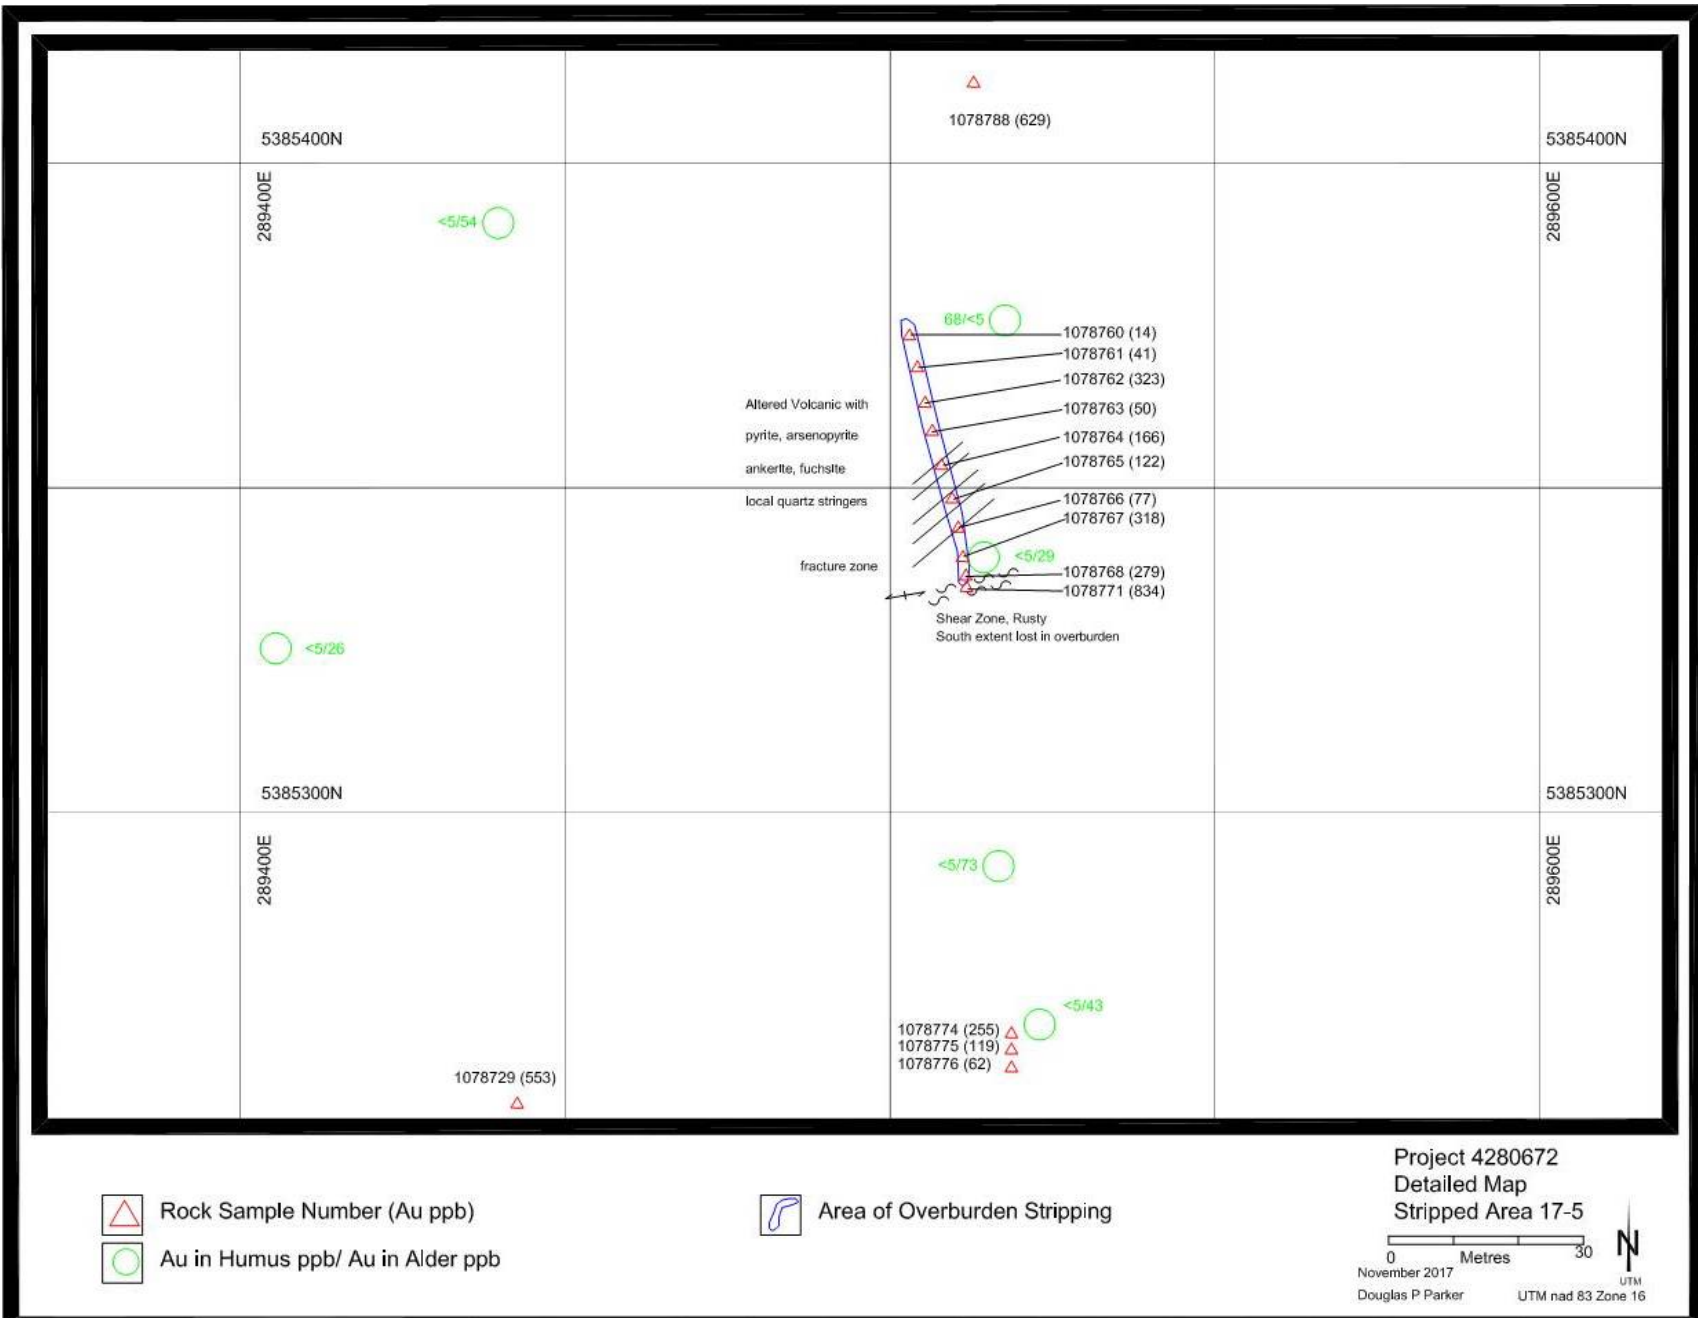 1078788 (629)
5385400N
5385400N
289400E
289600E
<5/54
68/<5
1078760 (14)
1078761 (41)
1078762 (323)
1078763 (50)
1078764 (166)
1078765 (122)
1078766 (77)
1078767 (318)
1078768 (279)
1078771 (834)
Altered Volcanic with
pyrite, arsenopyrite
ankerite, fuchsite
local quartz stringers
fracture zone
<5/29
Shear Zone, Rusty
South extent lost in overburden
<5/26
5385300N
5385300N
289400E
289600E
<5/73
<5/43
1078774 (255)
1078775 (119)
1078776 (62)
1078729 (553)
Rock Sample Number (Au ppb)
Au in Humus ppb/ Au in Alder ppb
Area of Overburden Stripping
Project 4280672
Detailed Map
Stripped Area 17-5
0 Metres 30
November 2017
Douglas P Parker
N
UTM
UTM nad 83 Zone 16